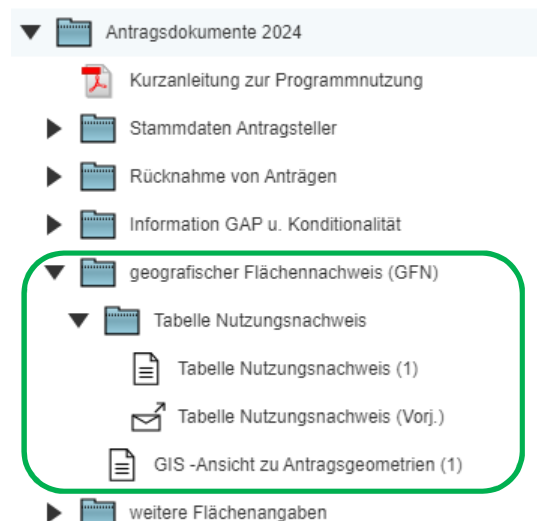 Antragsdokumente 2024
Kurzanleitung zur Programmnutzung
Stammdaten Antragsteller
Rücknahme von Anträgen
Information GAP u. Konditionalität
geografischer Flächennachweis (GFN)
Tabelle Nutzungsnachweis
Tabelle Nutzungsnachweis (1)
Tabelle Nutzungsnachweis (Vorj.)
GIS -Ansicht zu Antragsgeometrien (1)
weitere Flächenangaben